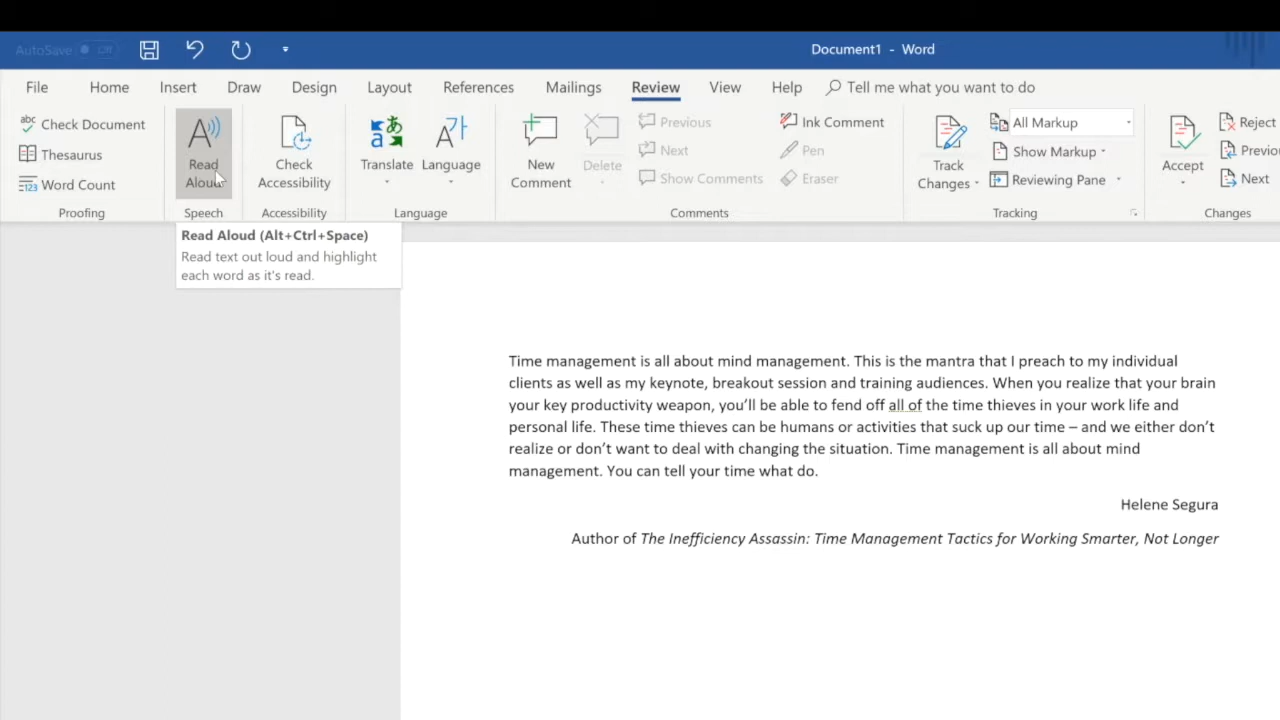 AutoSave Off
Document1 - Word
File Home Insert Draw Design Layout References Mailings Review View Help Tell me what you want to do
abc Check Document
Thesaurus
123 Word Count
Proofing
Read Aloud
Speech
Check Accessibility
Accessibility
Translate
Language
Language
New Comment
Delete
Previous
Next
Show Comments
Ink Comment
Pen
Eraser
Comments
Track Changes
All Markup
Show Markup
Reviewing Pane
Tracking
Accept
Reject
Previou
Next
Changes
Read Aloud (Alt+Ctrl+Space)
Read text out loud and highlight
each word as it's read.
Time management is all about mind management. This is the mantra that I preach to my individual
clients as well as my keynote, breakout session and training audiences. When you realize that your brain
your key productivity weapon, you’ll be able to fend off all of the time thieves in your work life and
personal life. These time thieves can be humans or activities that suck up our time – and we either don’t
realize or don’t want to deal with changing the situation. Time management is all about mind
management. You can tell your time what do.
Helene Segura
Author of The Inefficiency Assassin: Time Management Tactics for Working Smarter, Not Longer